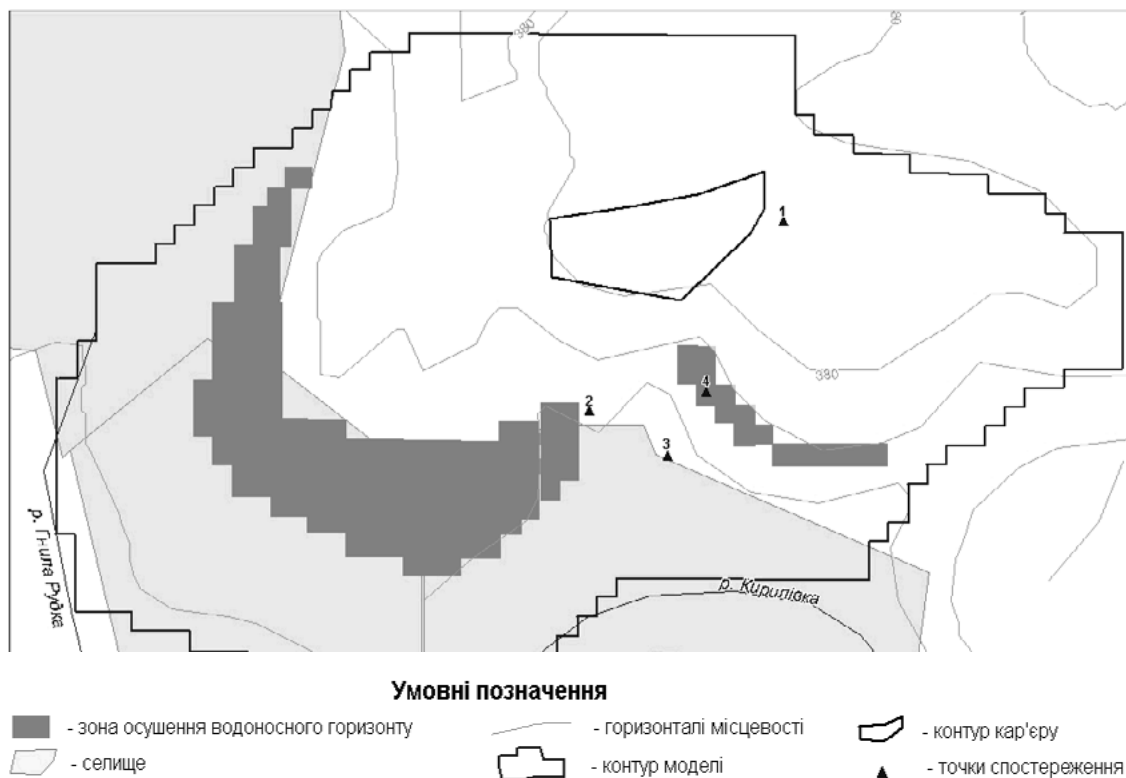 380
80
1
380
4
2
3
р. Гнила Рудка
р. Кирилівка
Умовні позначення
- зона осушення водоносного горизонту
- горизонталі місцевості
- контур кар'єру
- селище
- контур моделі
- точки спостереження